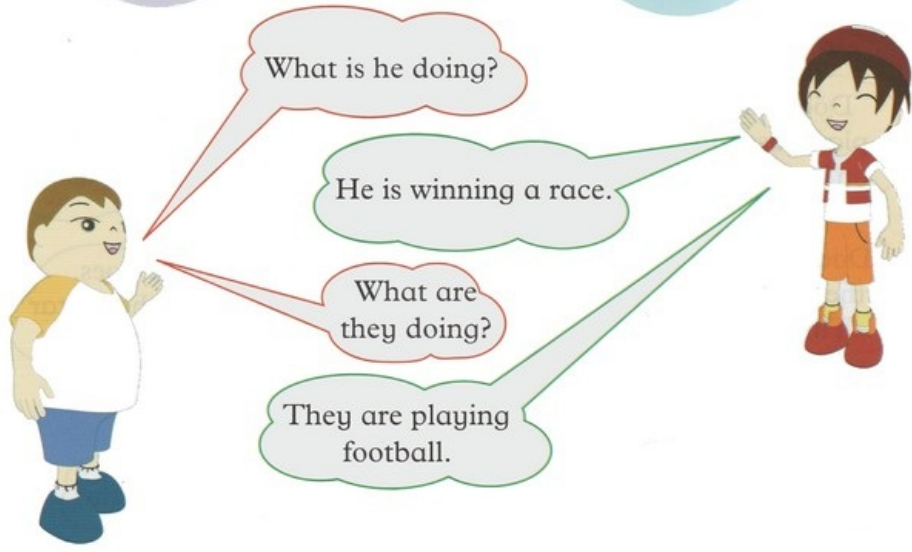 What is he doing?
He is winning a race.
What are
they doing?
They are playing
football.